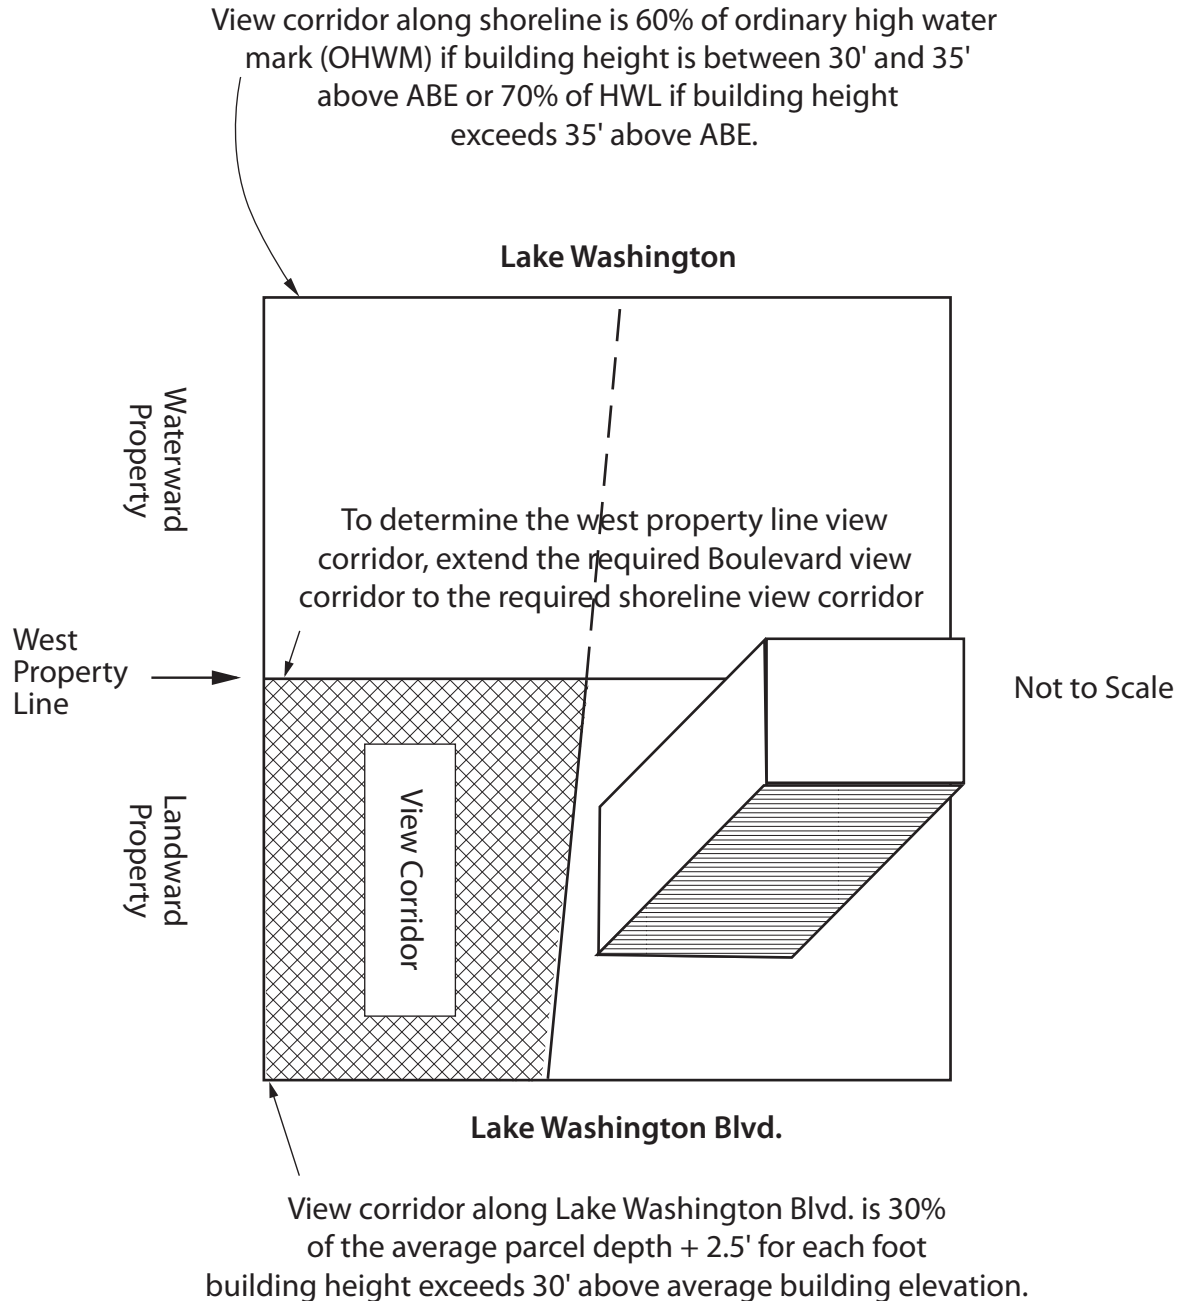 View corridor along shoreline is 60% of ordinary high water
mark (OHWM) if building height is between 30' and 35'
above ABE or 70% of HWL if building height
exceeds 35' above ABE.
Lake Washington
Waterward
Property
To determine the west property line view
corridor, extend the required Boulevard view
corridor to the required shoreline view corridor
West
Property
Line
Not to Scale
Landward
Property
View Corridor
Lake Washington Blvd.
View corridor along Lake Washington Blvd. is 30%
of the average parcel depth + 2.5' for each foot
building height exceeds 30' above average building elevation.